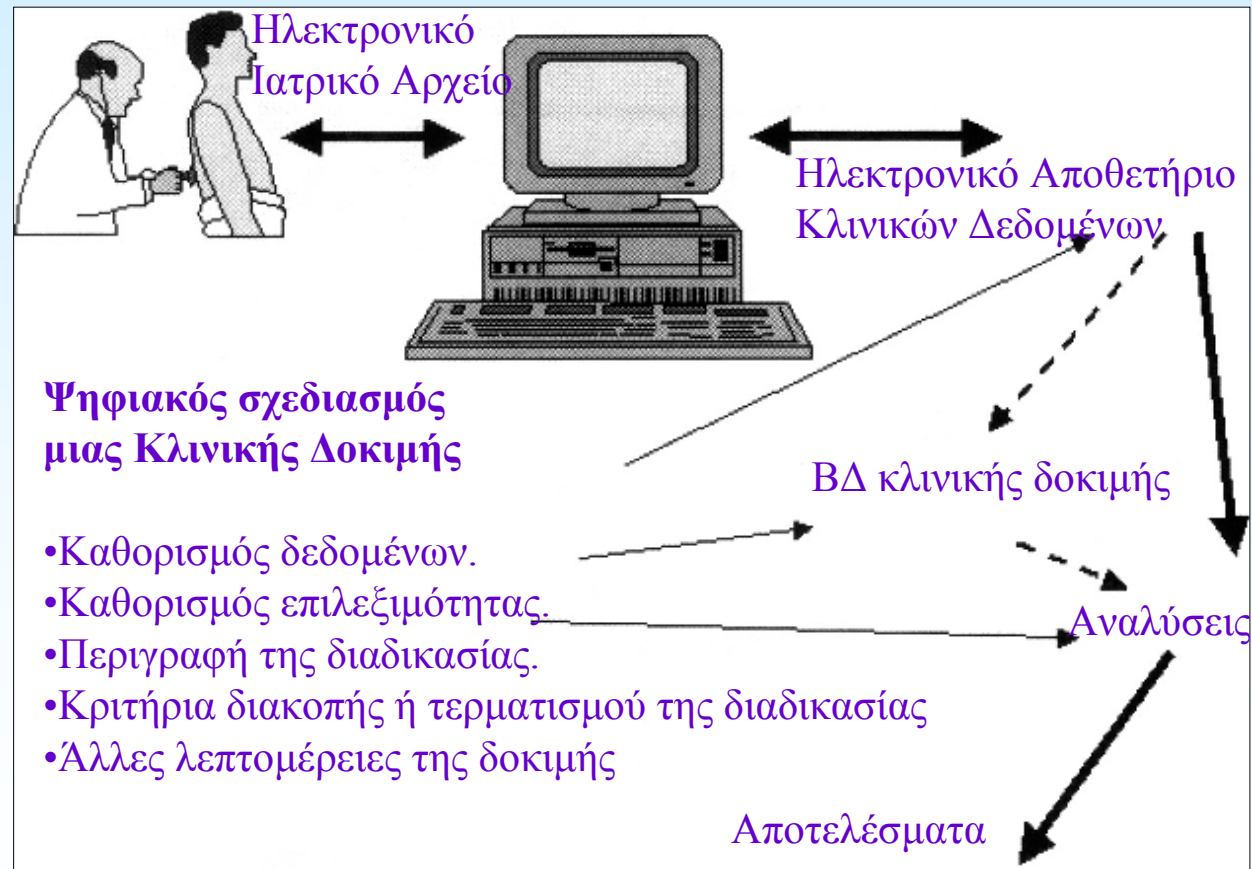 Ηλεκτρονικό
Ιατρικό Αρχείο
Ηλεκτρονικό Αποθετήριο
Κλινικών Δεδομένων
Ψηφιακός σχεδιασμός
μιας Κλινικής Δοκιμής
ΒΔ κλινικής δοκιμής
•Καθορισμός δεδομένων.
•Καθορισμός επιλεξιμότητας.
Αναλύσεις
•Περιγραφή της διαδικασίας.
•Κριτήρια διακοπής ή τερματισμού της διαδικασίας
•Άλλες λεπτομέρειες της δοκιμής
Αποτελέσματα